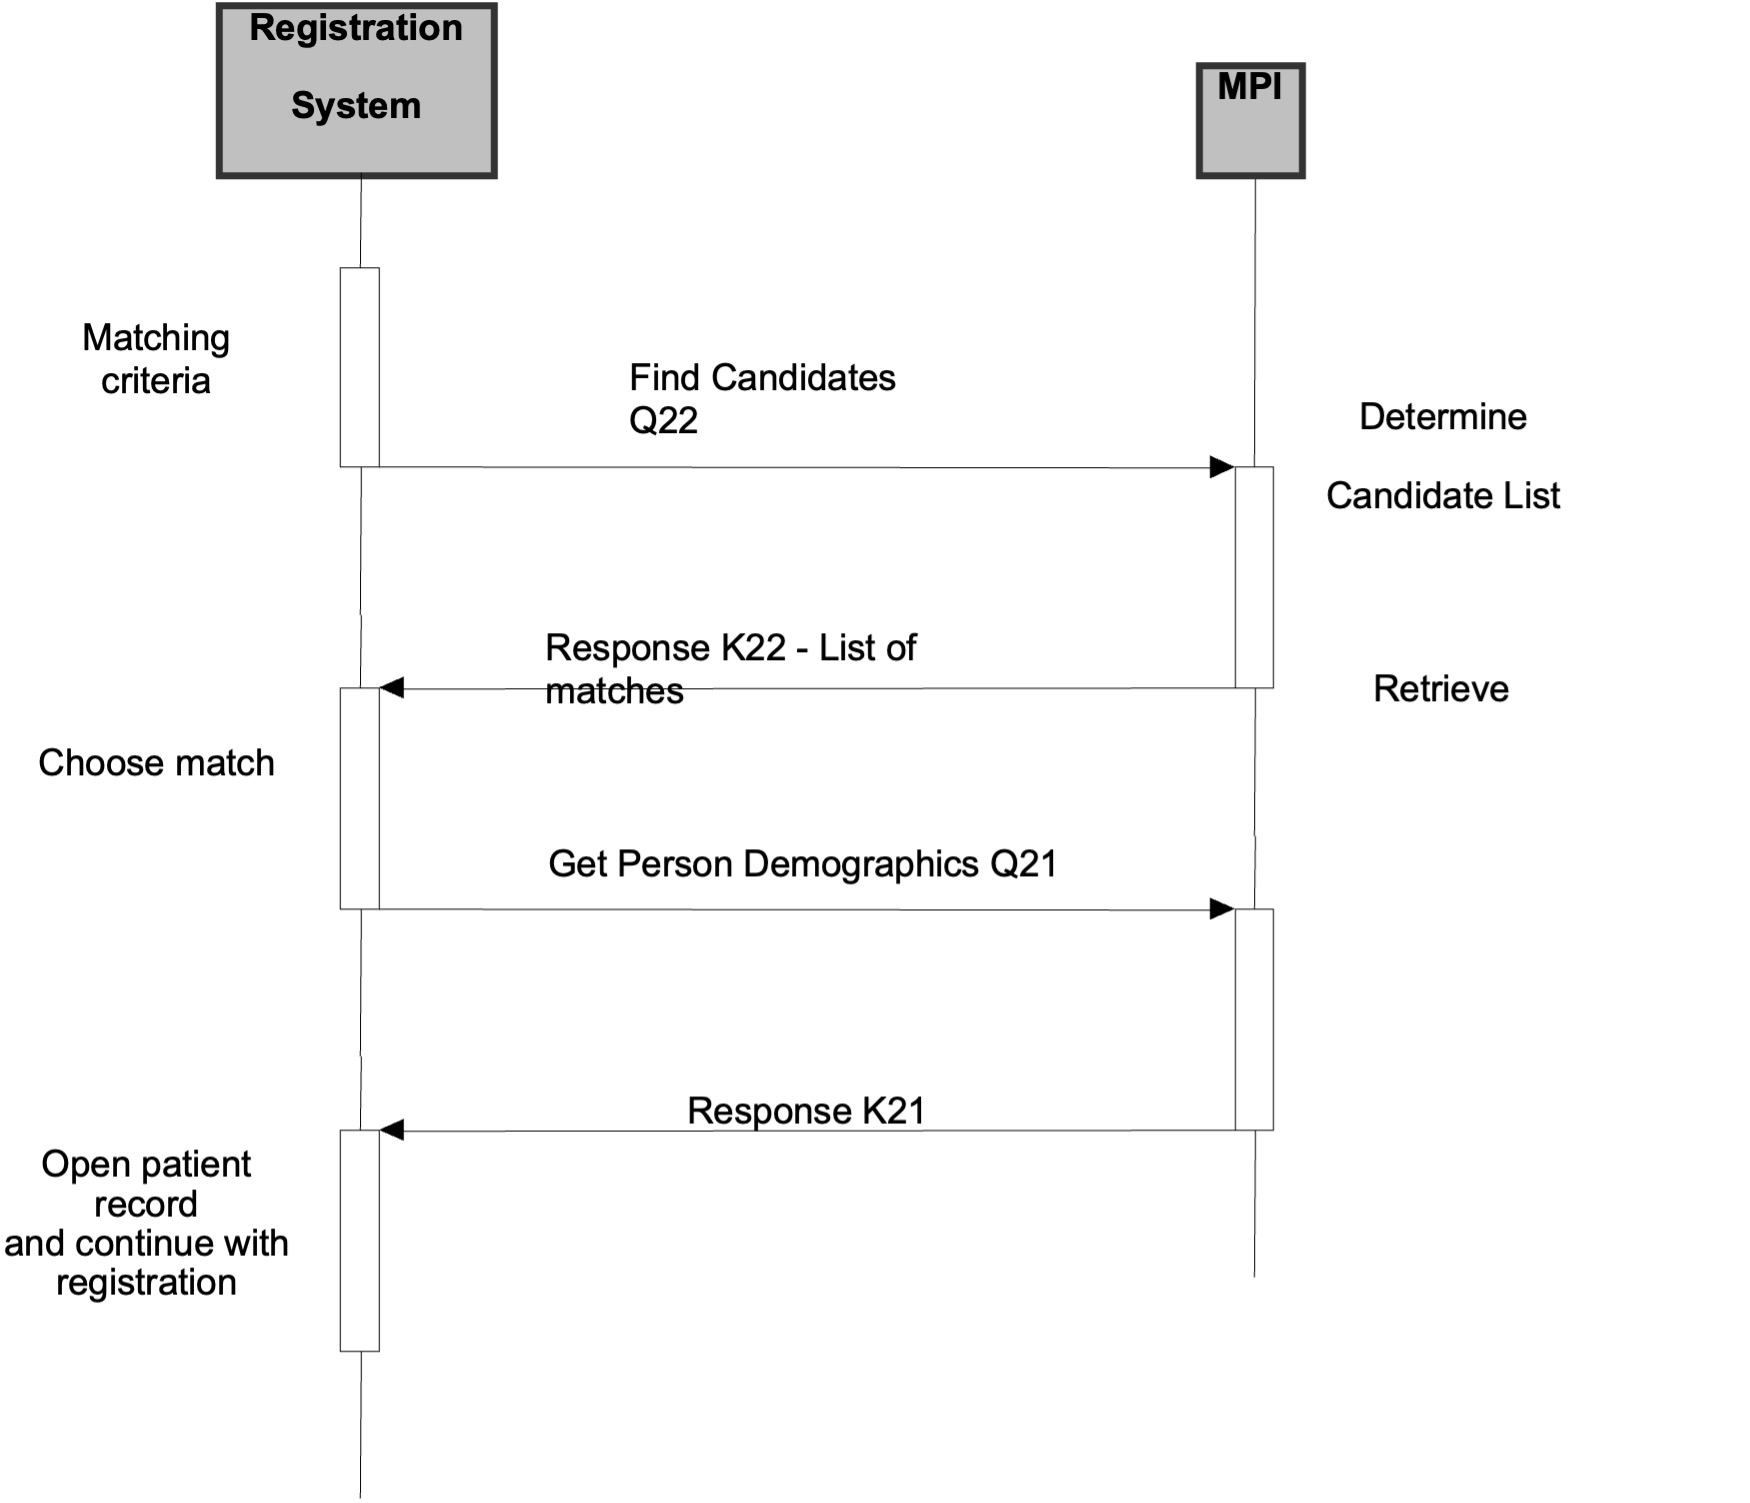 Registration
System
MPI
Matching
criteria
Find Candidates
Q22
Determine
Candidate List
Response K22 - List of
matches
Retrieve
Choose match
Get Person Demographics Q21
Response K21
Open patient
record
and continue with
registration